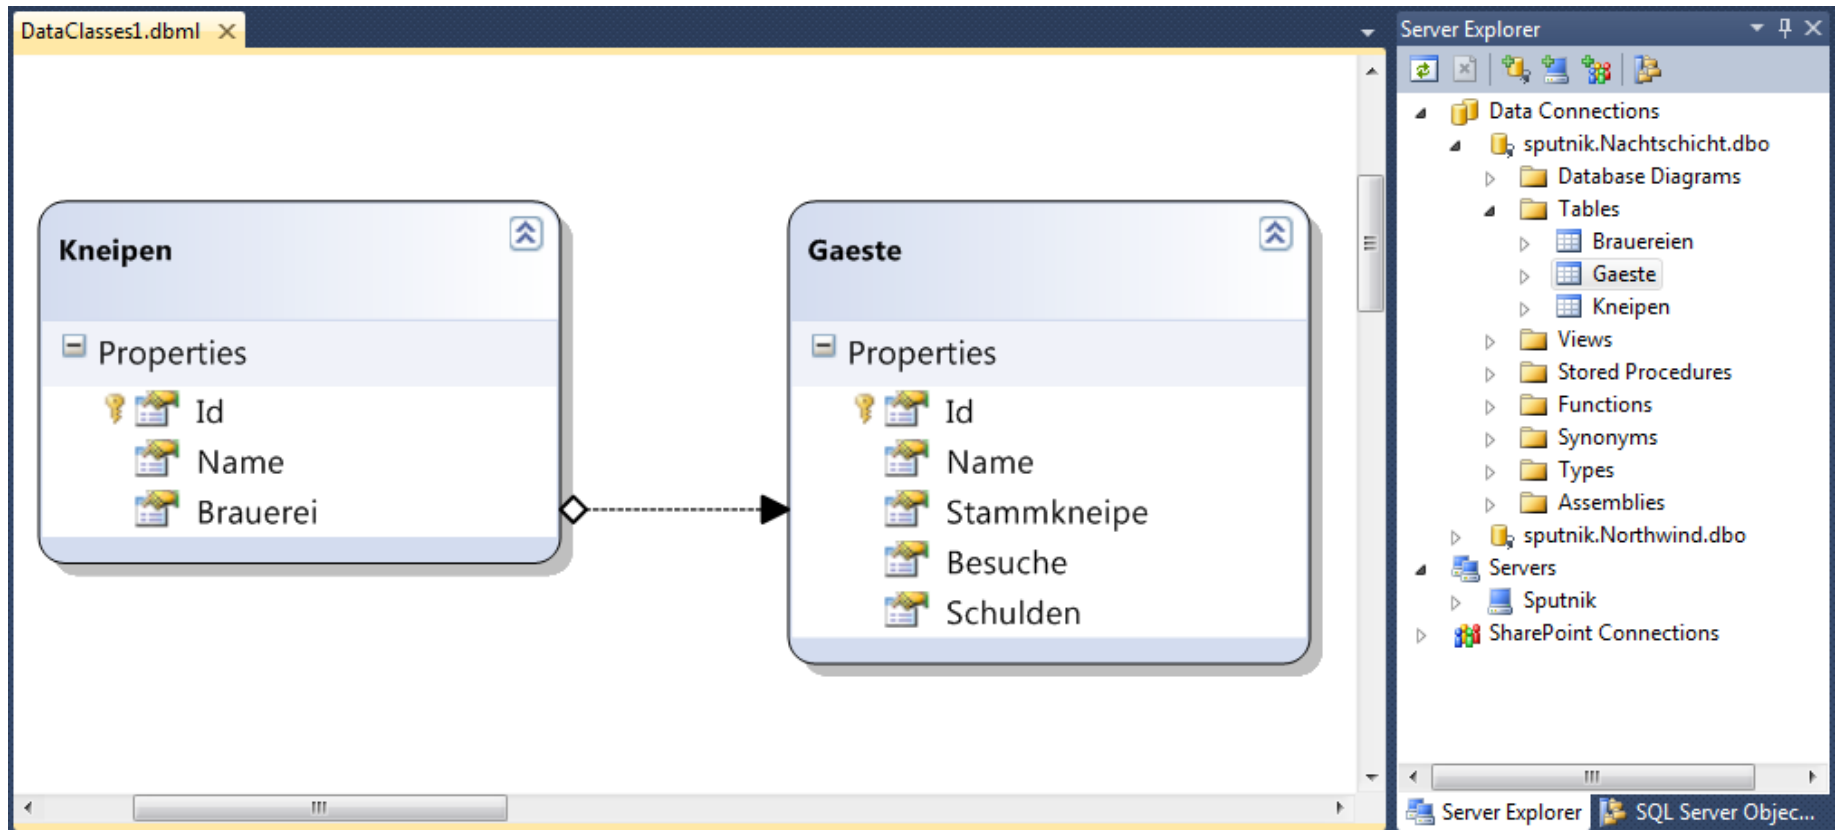 DataClasses1.dbml
Kneipen
Properties
Id
Name
Brauerei
Gaeste
Properties
Id
Name
Stammkneipe
Besuche
Schulden
Server Explorer
Data Connections
sputnik.Nachtschicht.dbo
Database Diagrams
Tables
Brauereien
Gaeste
Kneipen
Views
Stored Procedures
Functions
Synonyms
Types
Assemblies
sputnik.Northwind.dbo
Servers
Sputnik
SharePoint Connections
Server Explorer
SQL Server Objec...